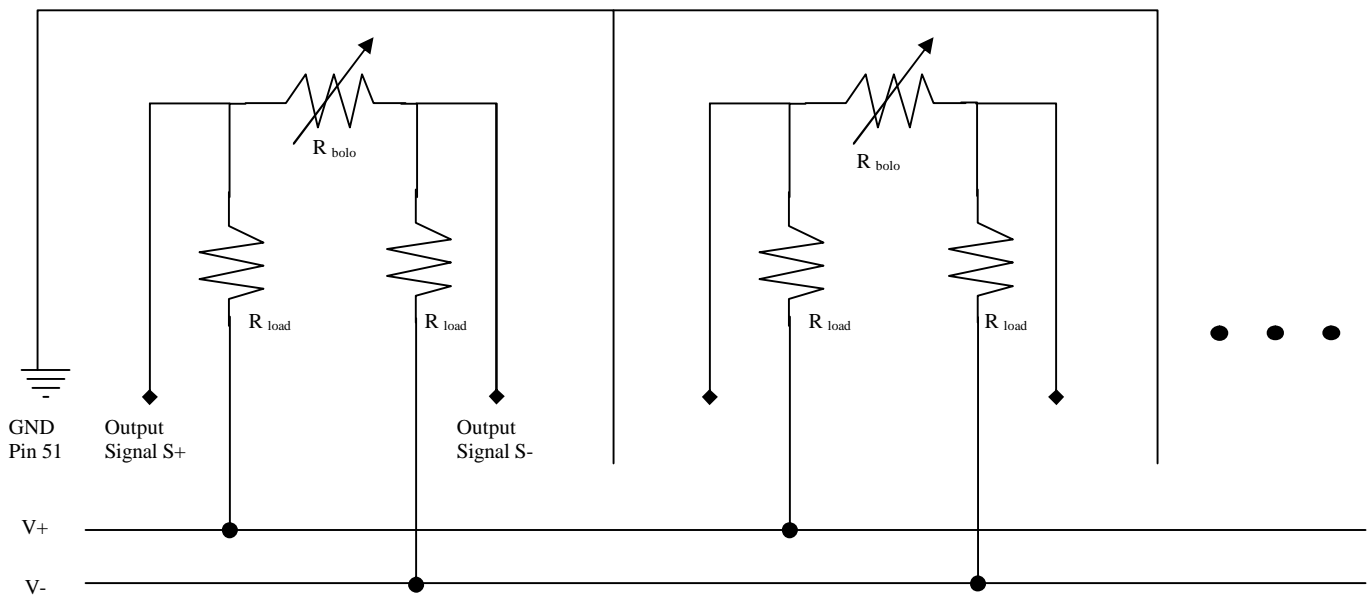 R bolo
R bolo
R load
R load
R load
R load
GND
Pin 51
Output
Signal S+
Output
Signal S-
V+
V-